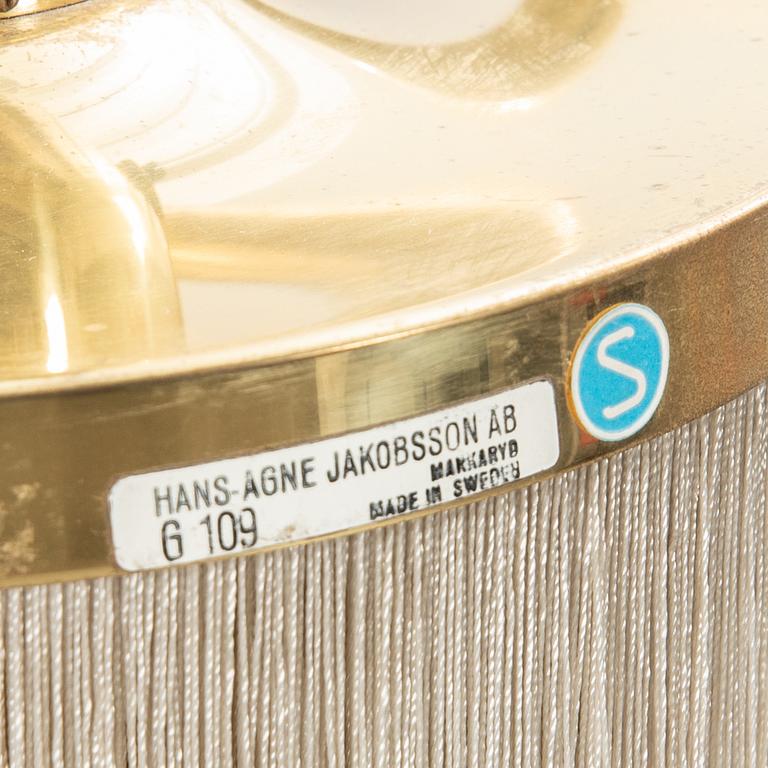 HANS-AGNE JAKOBSSON AB
MARKARYD
G 109
MADE IN SWEDEN
S